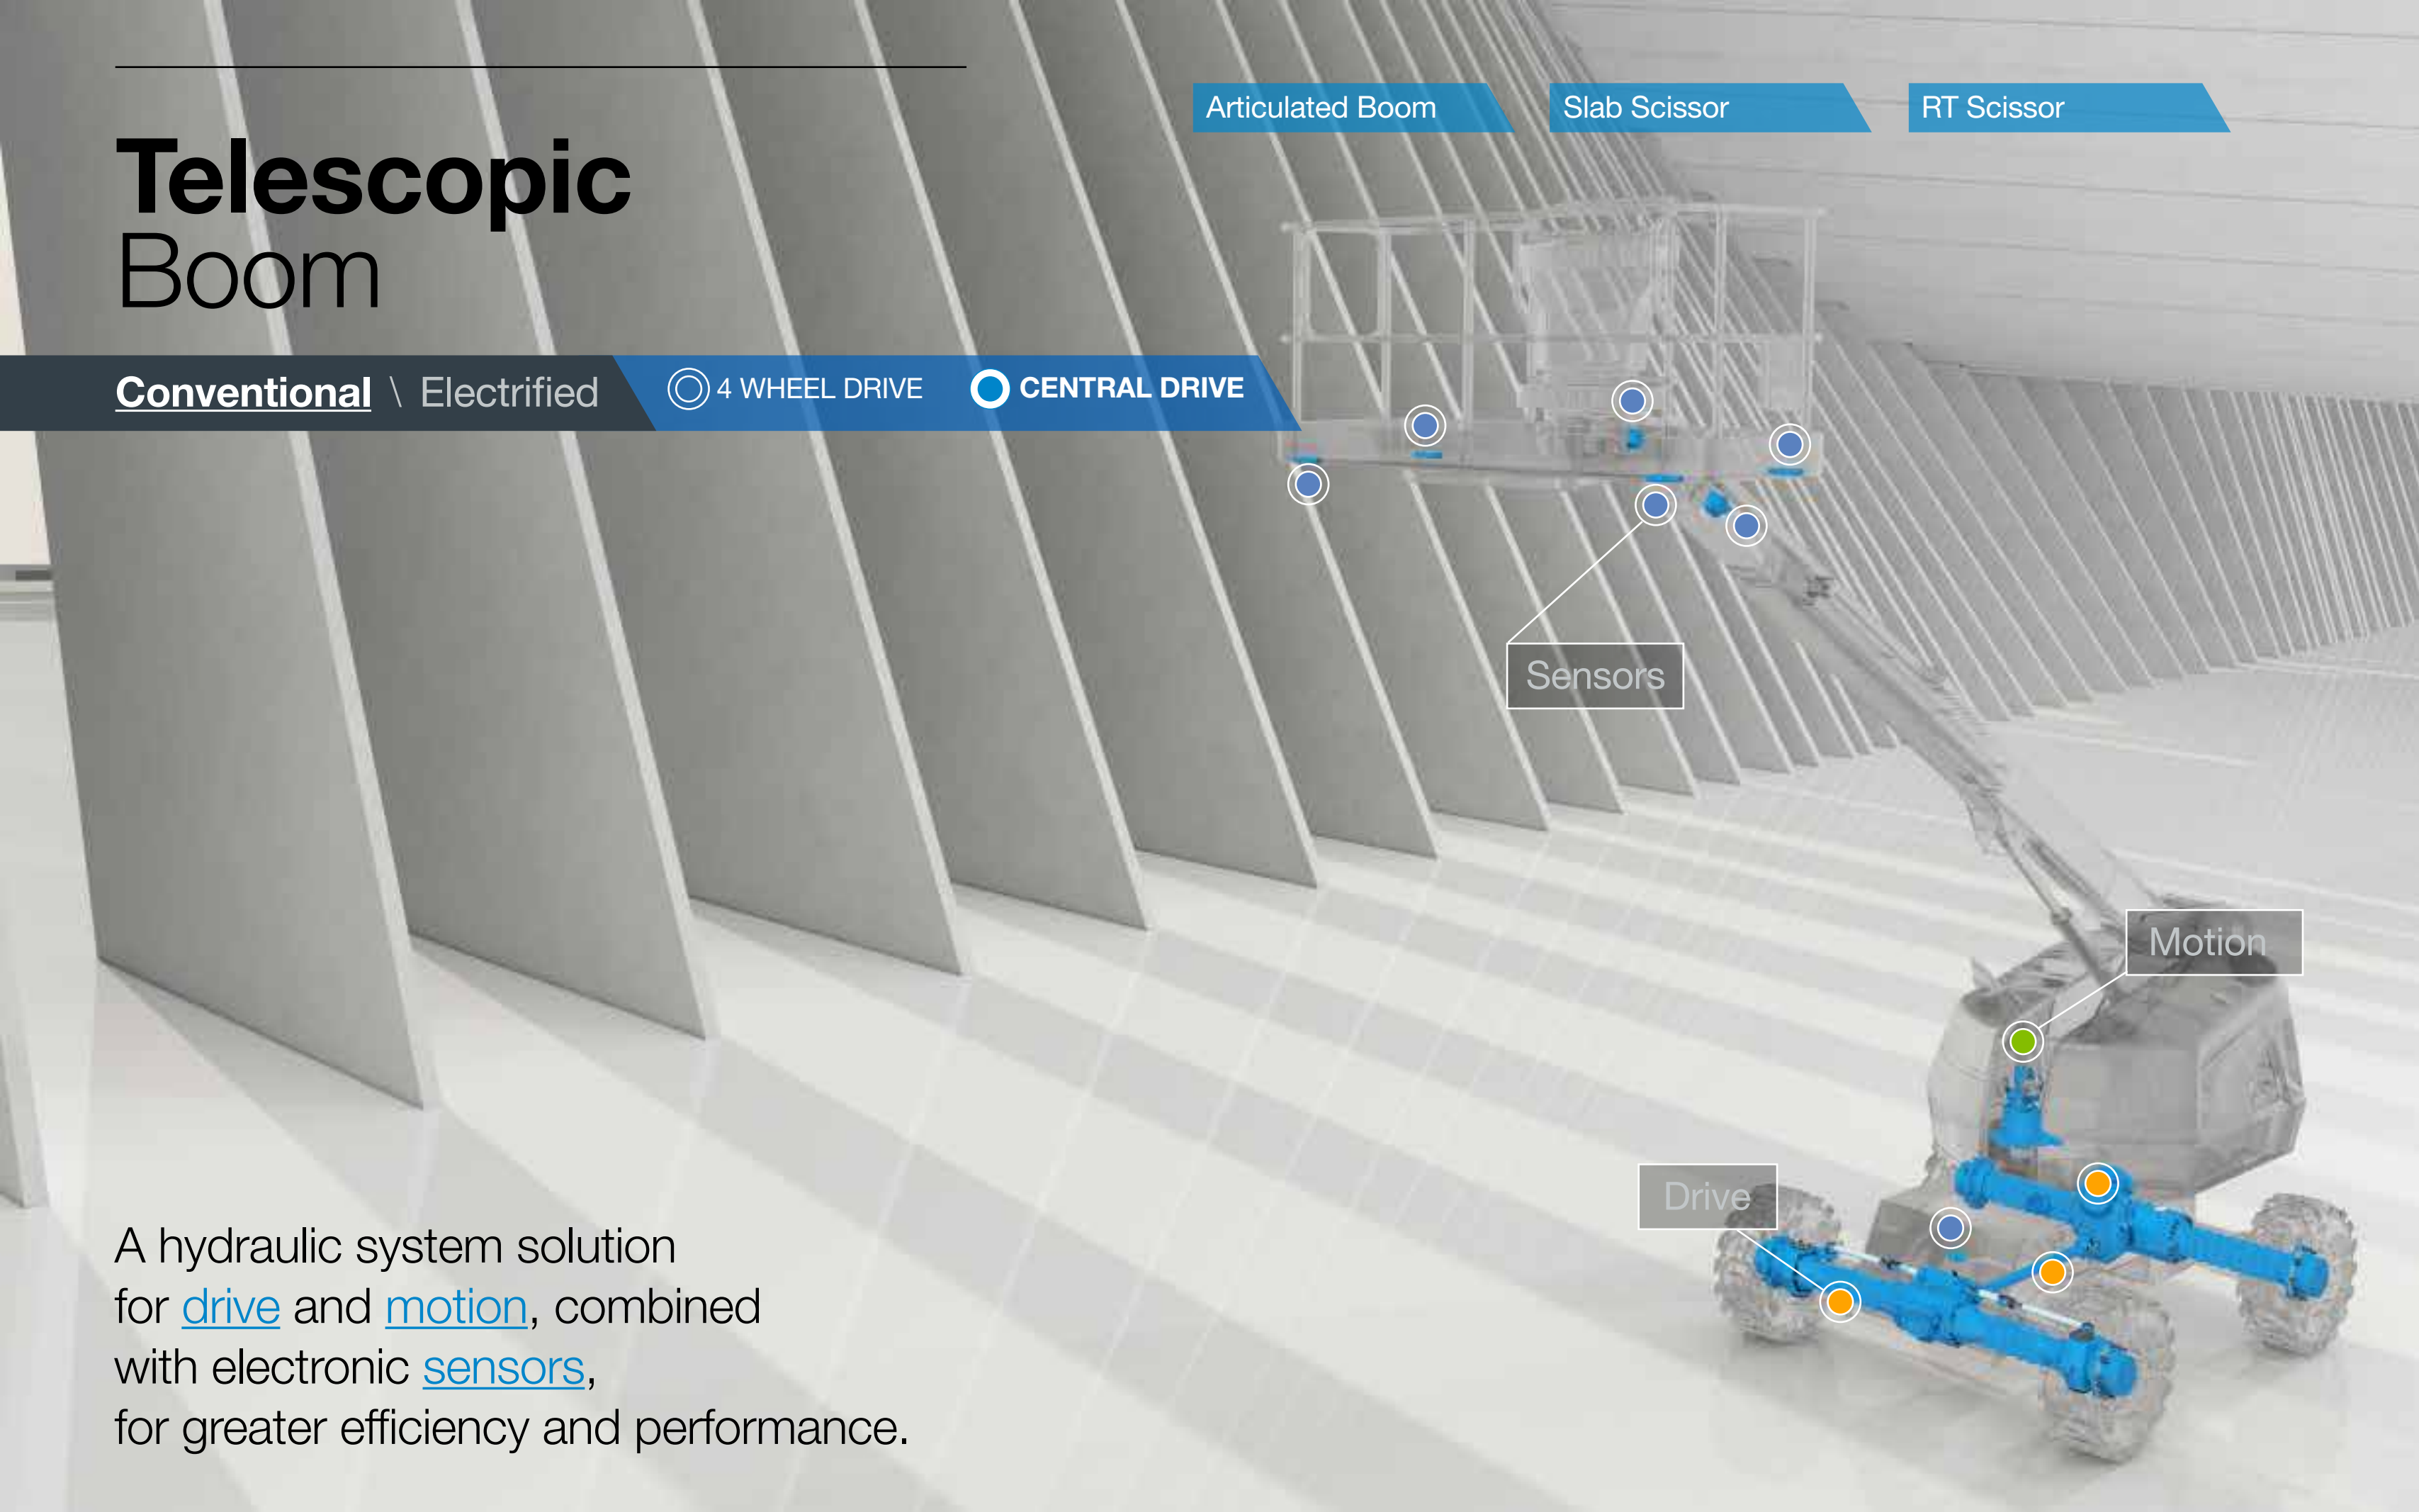 Articulated Boom
Slab Scissor
RT Scissor
Telescopic
Boom
Conventional \ Electrified
4 WHEEL DRIVE
CENTRAL DRIVE
Sensors
Motion
Drive
A hydraulic system solution
for drive and motion, combined
with electronic sensors,
for greater efficiency and performance.